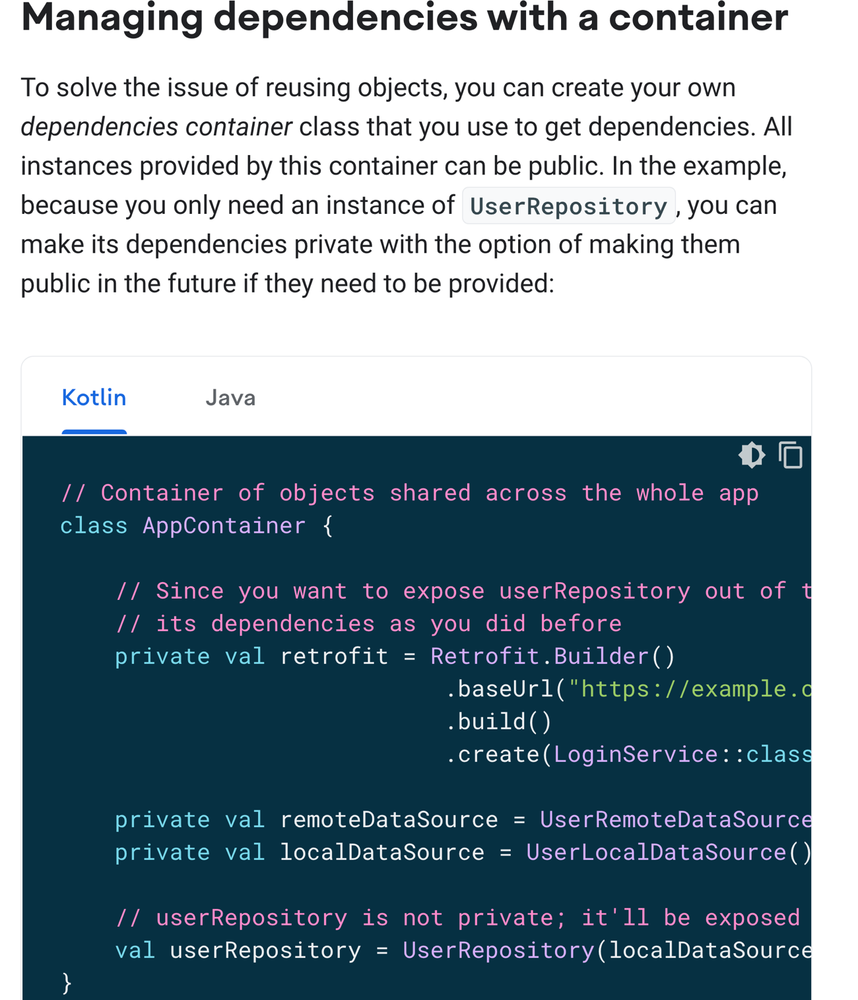 Managing dependencies with a container
To solve the issue of reusing objects, you can create your own
dependencies container class that you use to get dependencies. All
instances provided by this container can be public. In the example,
because you only need an instance of UserRepository, you can
make its dependencies private with the option of making them
public in the future if they need to be provided:
Kotlin Java
// Container of objects shared across the whole app
class AppContainer {
// Since you want to expose userRepository out of t
// its dependencies as you did before
private val retrofit = Retrofit.Builder()
.baseUrl("https://example.c
.build()
.create(LoginService::class
private val remoteDataSource = UserRemoteDataSource
private val localDataSource = UserLocalDataSource()
// userRepository is not private; it'll be exposed
val userRepository = UserRepository(localDataSource
}